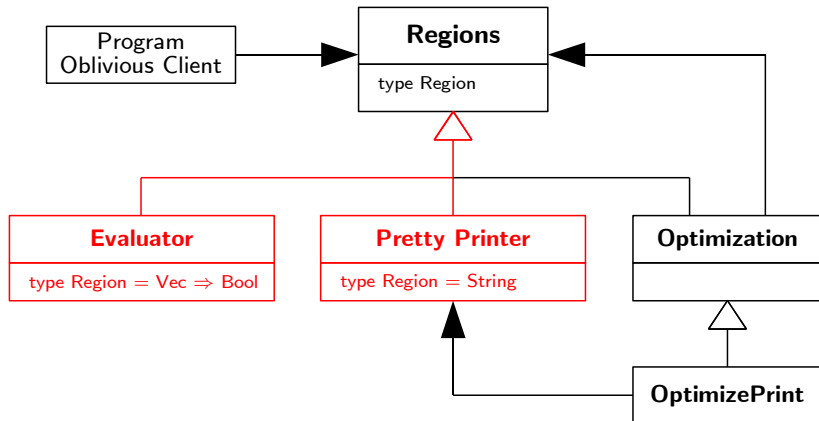 Program
Oblivious Client
Regions
type Region
Evaluator
type Region = Vec ⇒ Bool
Pretty Printer
type Region = String
Optimization
OptimizePrint